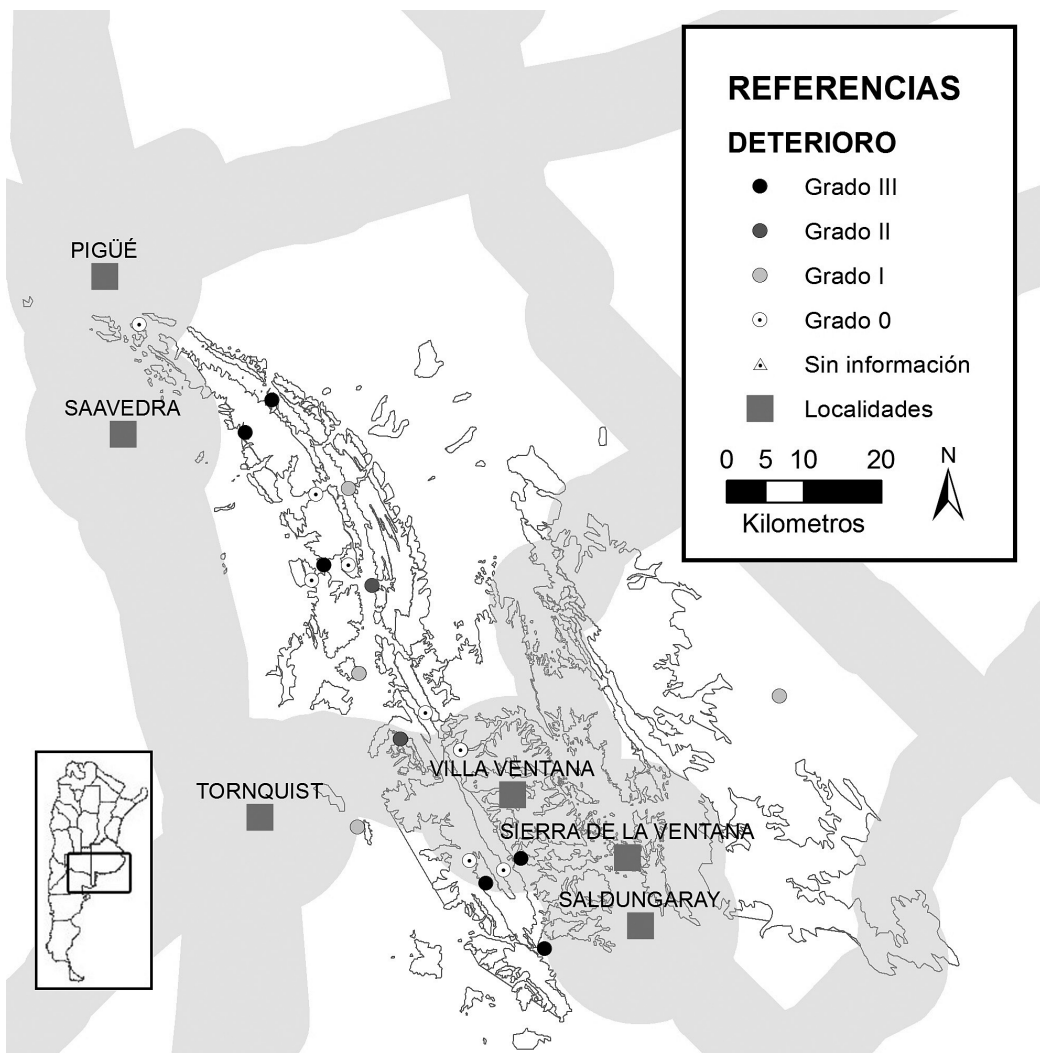 REFERENCIAS
DETERIORO
Grado III
Grado II
Grado I
Grado 0
Sin información
Localidades
0 5 10 20
Kilometros
N
PIGÜÉ
SAAVEDRA
TORNQUIST
VILLA VENTANA
SIERRA DE LA VENTANA
SALDUNGARAY